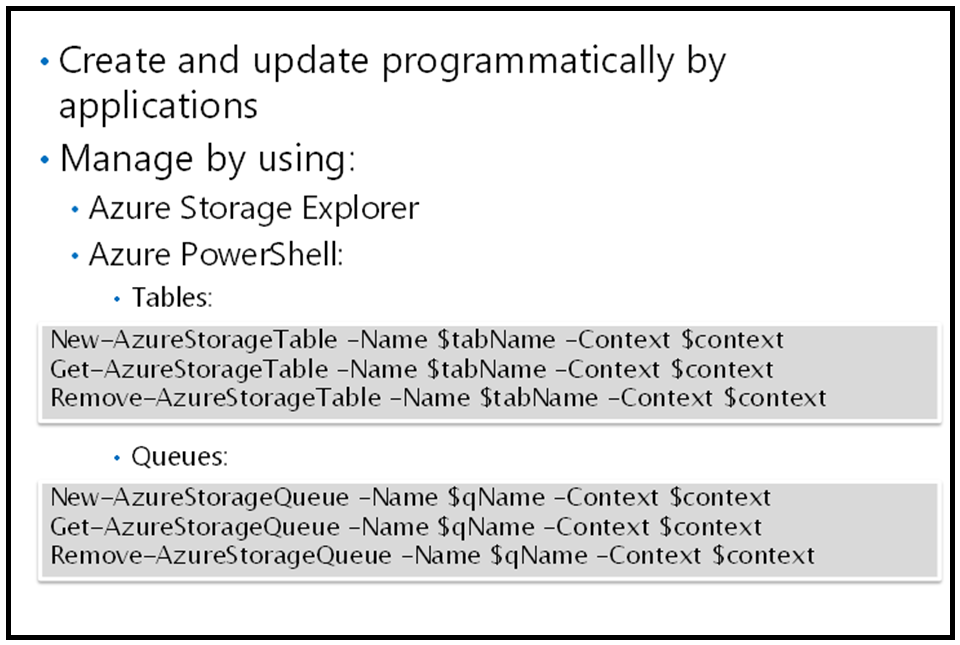 • Create and update programmatically by
applications
• Manage by using:
• Azure Storage Explorer
• Azure PowerShell:
• Tables:
New–AzureStorageTable –Name $tabName –Context $context
Get–AzureStorageTable –Name $tabName –Context $context
Remove–AzureStorageTable –Name $tabName –Context $context
• Queues:
New–AzureStorageQueue –Name $qName –Context $context
Get–AzureStorageQueue –Name $qName –Context $context
Remove–AzureStorageQueue –Name $qName –Context $context